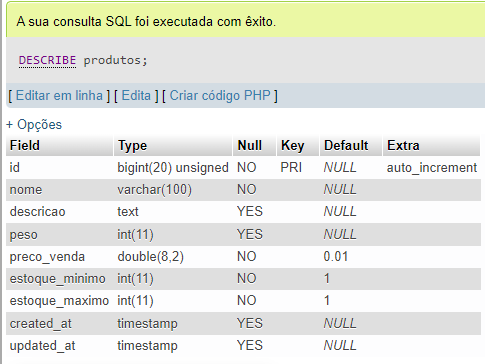 A sua consulta SQL foi executada com êxito.
DESCRIBE produtos;
[ Editar em linha ] [ Edita ] [ Criar código PHP ]
+ Opções
Field Type Null Key Default Extra
id bigint(20) unsigned NO PRI NULL auto_increment
nome varchar(100) NO NULL
descricao text YES NULL
peso int(11) YES NULL
preco_venda double(8,2) NO 0.01
estoque_minimo int(11) NO 1
estoque_maximo int(11) NO 1
created_at timestamp YES NULL
updated_at timestamp YES NULL